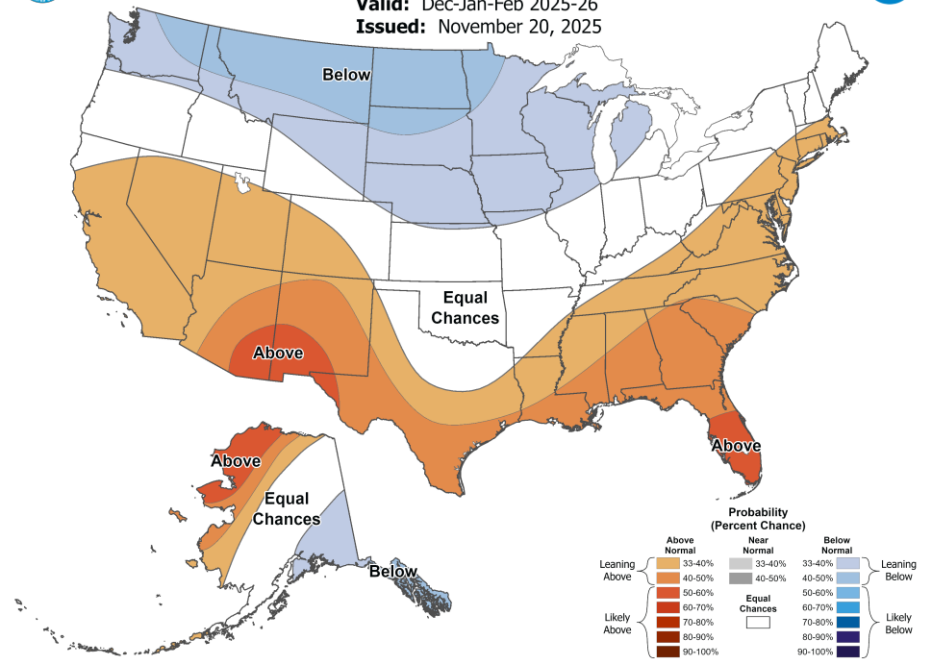 Valid: Dec-Jan-Feb 2025-26
Issued: November 20, 2025
Below
Equal
Chances
Above
Above
Above
Equal
Chances
Below
Probability
(Percent Chance)
Above
Normal
Near
Normal
Below
Normal
Leaning
Above
33-40%
33-40%
33-40%
Leaning
Below
40-50%
40-50%
40-50%
Likely
Above
50-60%
Equal
Chances
50-60%
Likely
Below
60-70%
60-70%
70-80%
70-80%
80-90%
80-90%
90-100%
90-100%